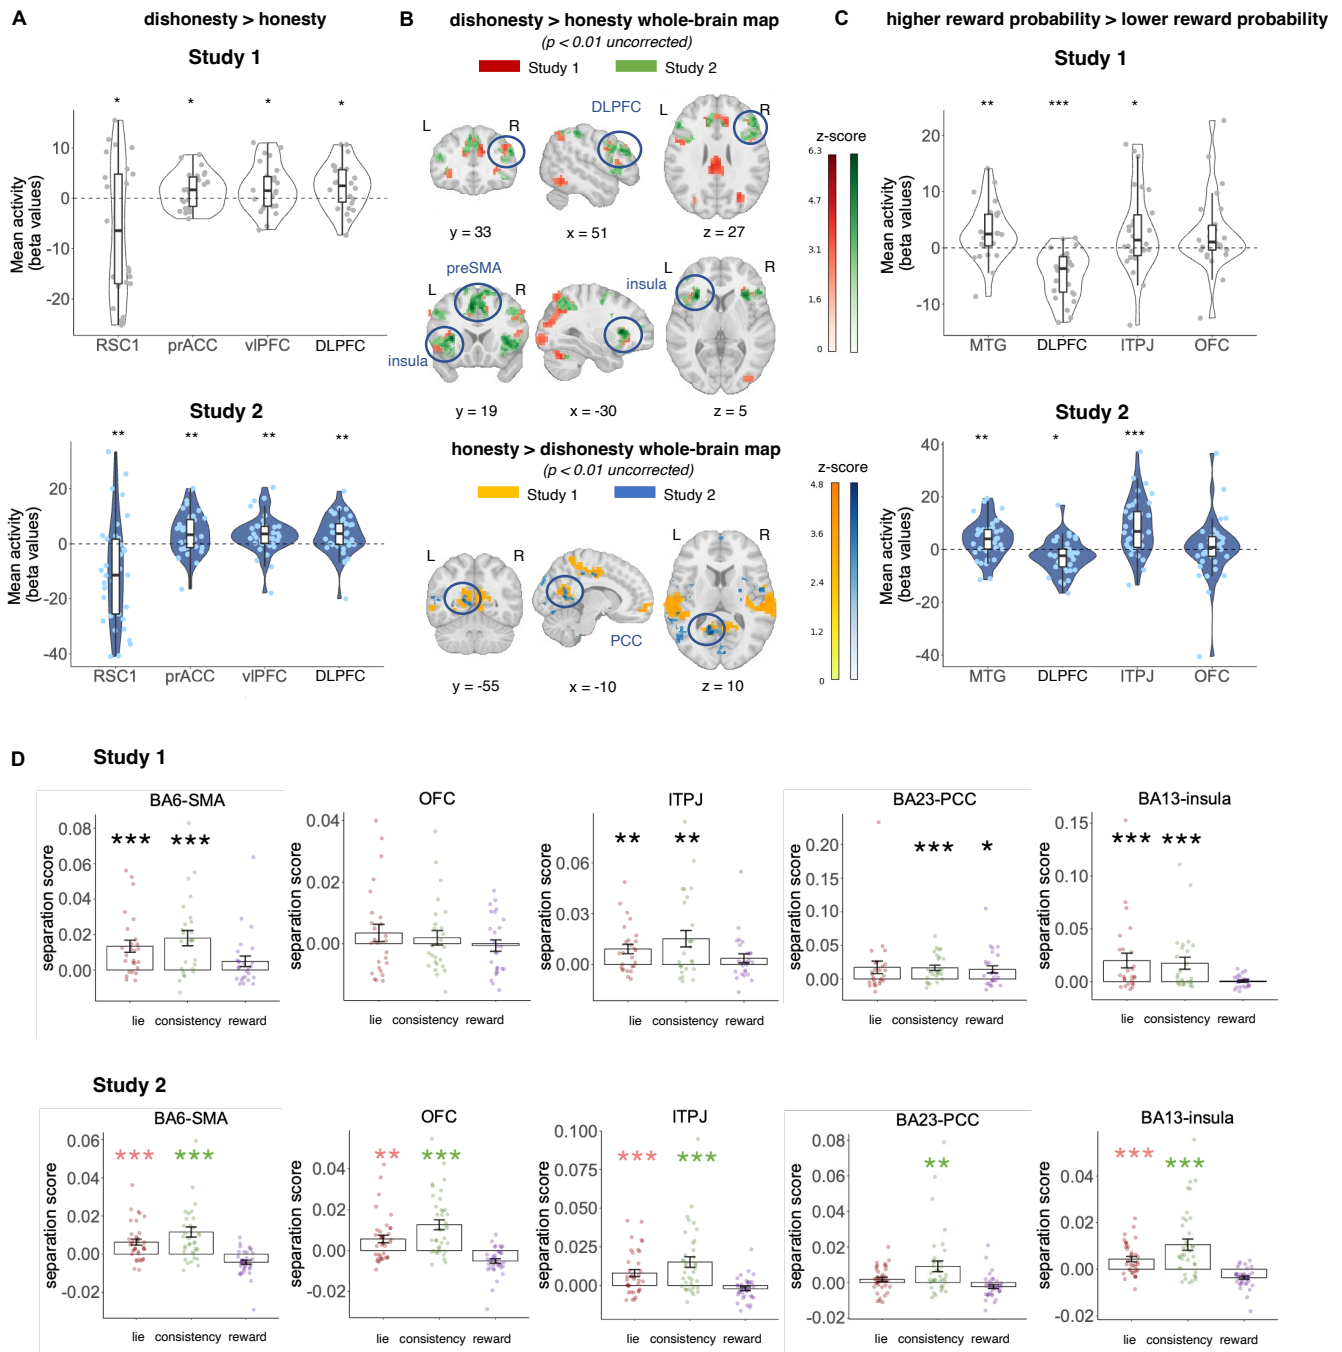 A
dishonesty > honesty
Study 1
Mean activity
(beta values)
10
0
-10
-20
* * * *
RSC1 prACC vlPFC DLPFC
Study 2
Mean activity
(beta values)
20
0
-20
-40
** ** ** **
RSC1 prACC vlPFC DLPFC
B
dishonesty > honesty whole-brain map
(p < 0.01 uncorrected)
Study 1 Study 2
DLPFC
L R L R
y = 33 x = 51 z = 27
z-score
6.3
4.7
3.1
1.6
0
preSMA
insula
L R L R
insula
y = 19 x = -30 z = 5
honesty > dishonesty whole-brain map
(p < 0.01 uncorrected)
Study 1 Study 2
L R L R
PCC
y = -55 x = -10 z = 10
z-score
4.8
3.6
2.4
1.2
0
C
higher reward probability > lower reward probability
Study 1
Mean activity
(beta values)
20
10
0
-10
** *** *
MTG DLPFC lTPJ OFC
Study 2
Mean activity
(beta values)
40
20
0
-20
-40
** * ***
MTG DLPFC lTPJ OFC
D
Study 1
BA6-SMA
separation score
0.08
0.06
0.04
0.02
0.00
*** ***
lie consistency reward
OFC
separation score
0.04
0.02
0.00
lie consistency reward
lTPJ
separation score
0.06
0.03
0.00
** **
lie consistency reward
BA23-PCC
separation score
0.20
0.15
0.10
0.05
0.00
*** *
lie consistency reward
BA13-insula
separation score
0.15
0.10
0.05
0.00
*** ***
lie consistency reward
Study 2
BA6-SMA
separation score
0.06
0.04
0.02
0.00
-0.02
*** ***
lie consistency reward
OFC
separation score
0.04
0.02
0.00
-0.02
** ***
lie consistency reward
lTPJ
separation score
0.100
0.075
0.050
0.025
0.000
*** ***
lie consistency reward
BA23-PCC
separation score
0.08
0.06
0.04
0.02
0.00
-0.02
**
lie consistency reward
BA13-insula
separation score
0.04
0.02
0.00
-0.02
*** ***
lie consistency reward